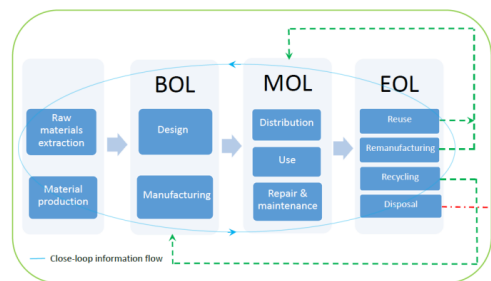 BOL
MOL
EOL
Raw
materials
extraction
Material
production
Design
Manufacturing
Distribution
Use
Repair &
maintenance
Reuse
Remanufacturing
Recycling
Disposal
Close-loop information flow